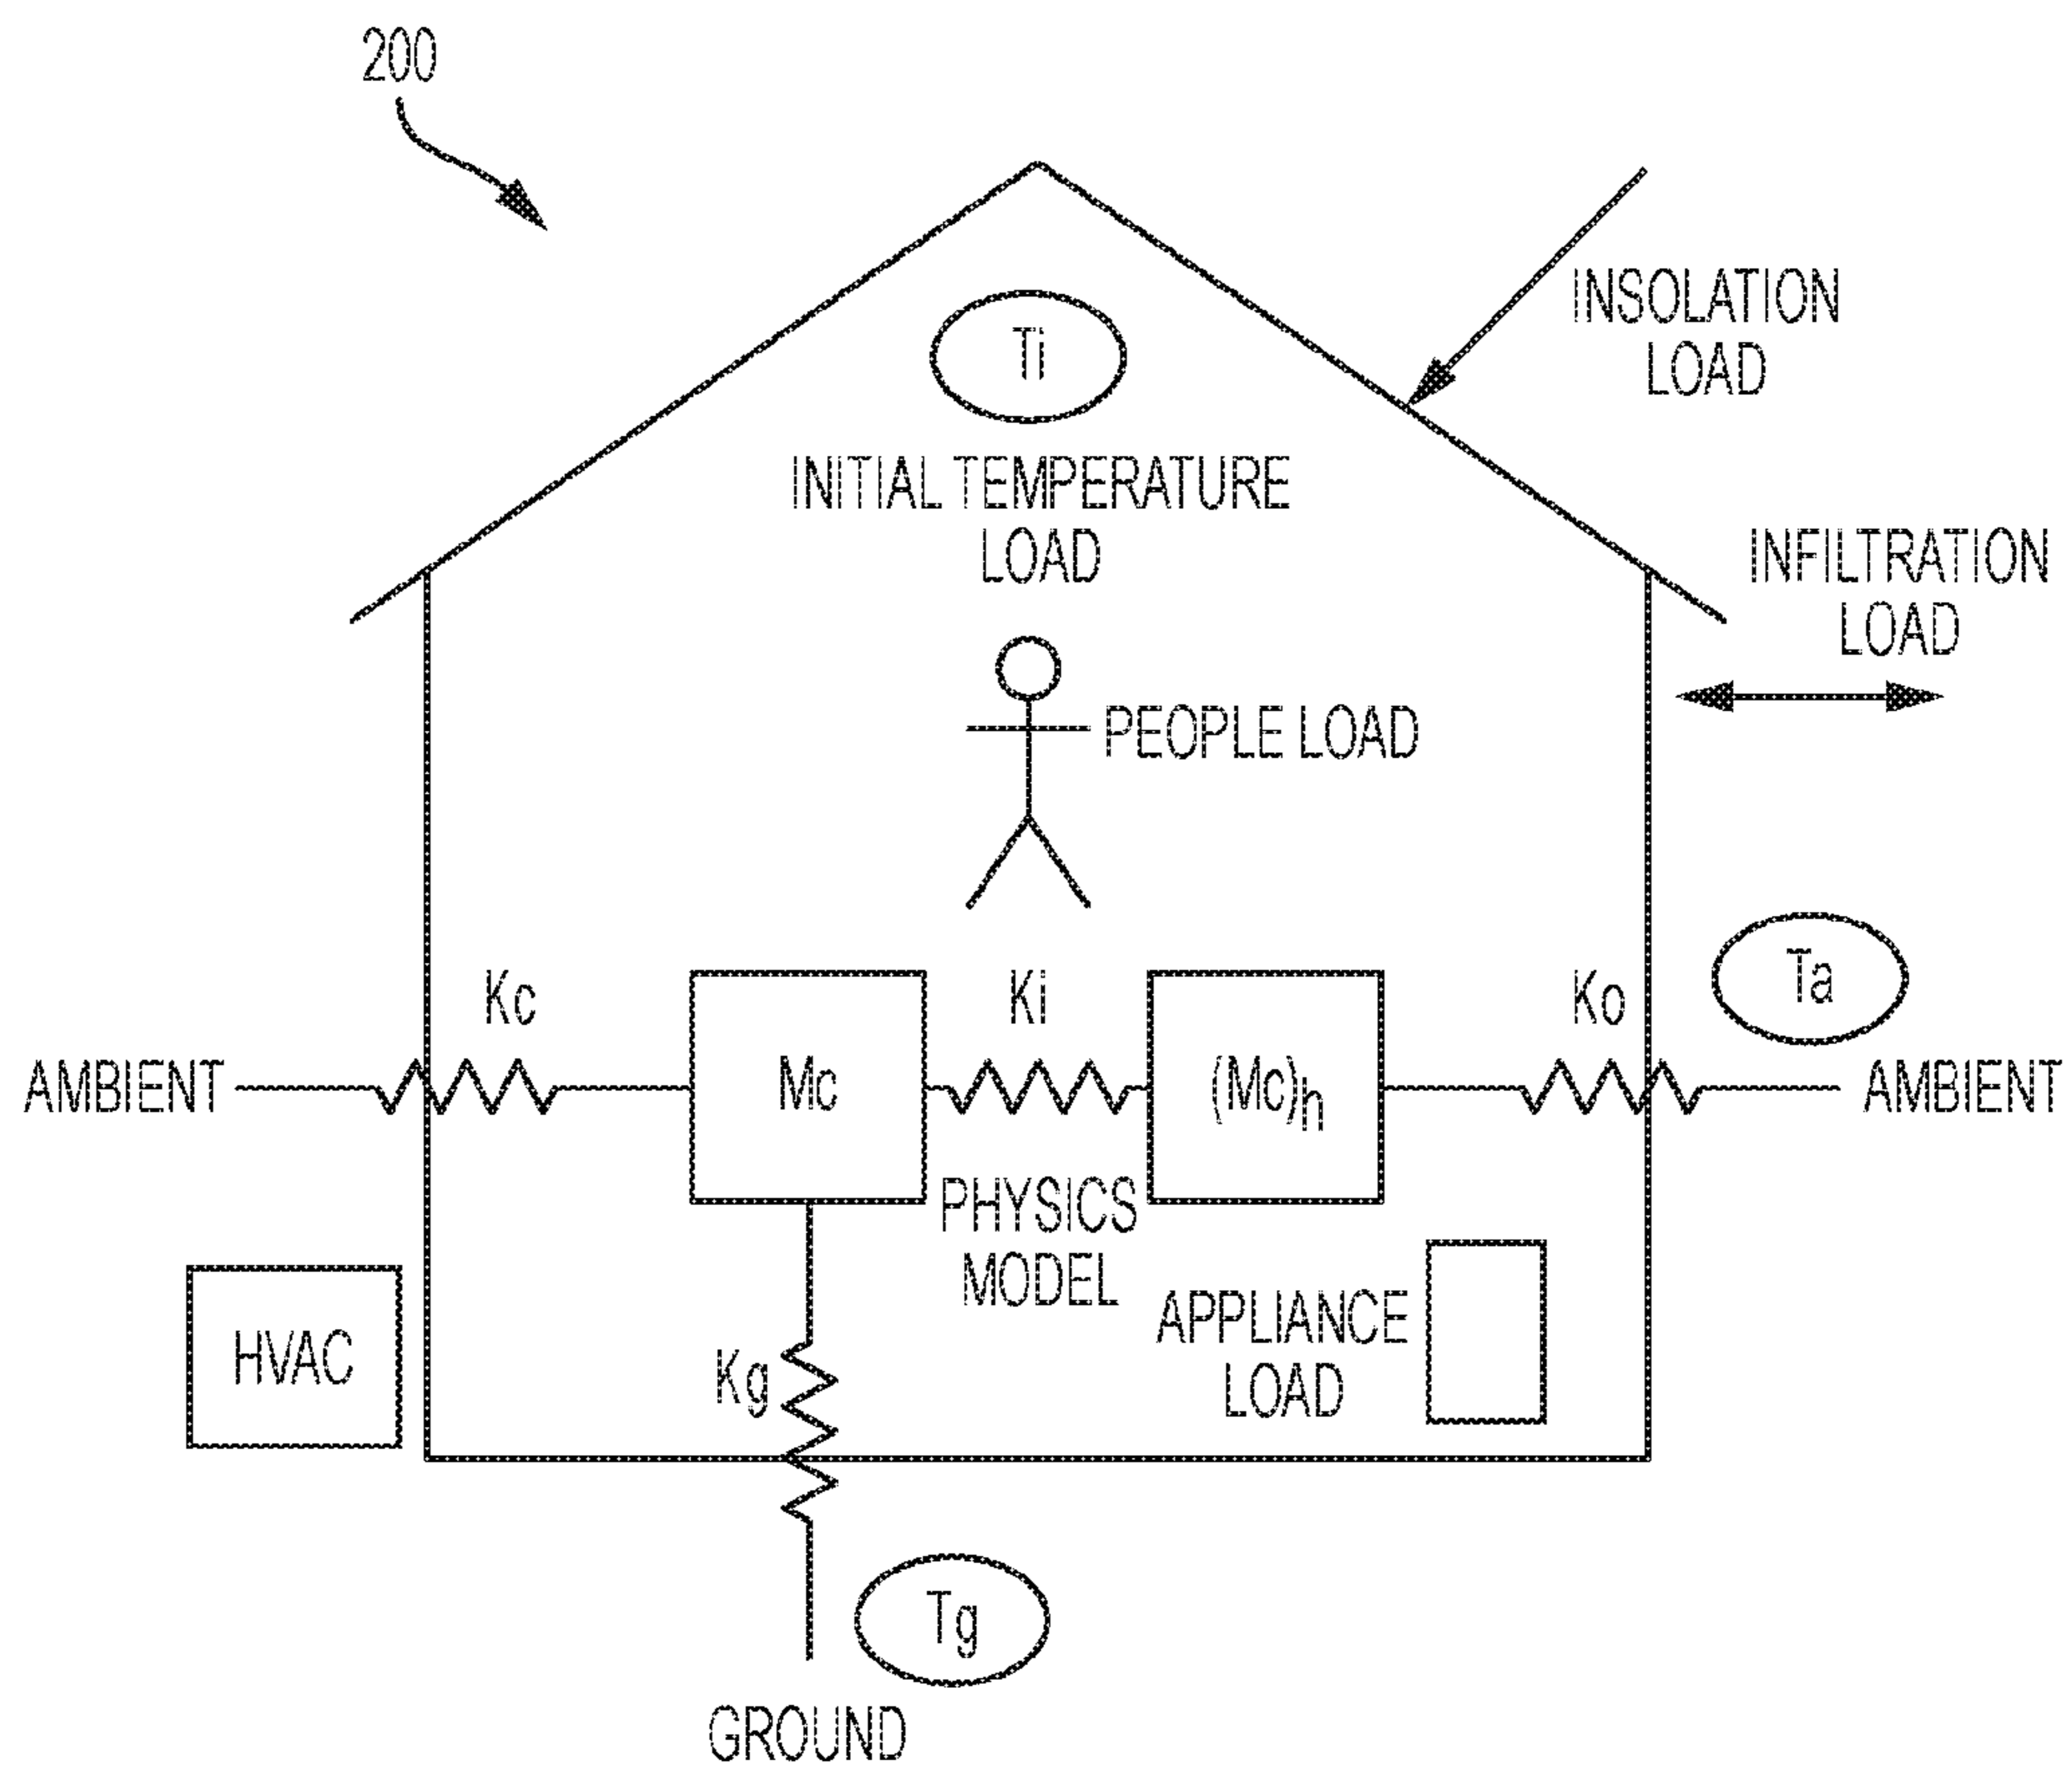 200
Ti
INSOLATION
LOAD
INITIAL TEMPERATURE
LOAD
INFILTRATION
LOAD
PEOPLE LOAD
Kc
Ki
Ko
Ta
AMBIENT
Mc
(Mc)h
AMBIENT
PHYSICS
MODEL
HVAC
Kg
APPLIANCE
LOAD
Tg
GROUND